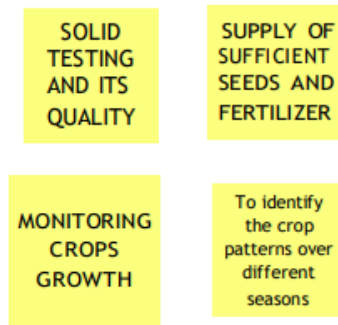 SOLID
TESTING
AND ITS
QUALITY
SUPPLY OF
SUFFICIENT
SEEDS AND
FERTILIZER
MONITORING
CROPS
GROWTH
To identify
the crop
patterns over
different
seasons